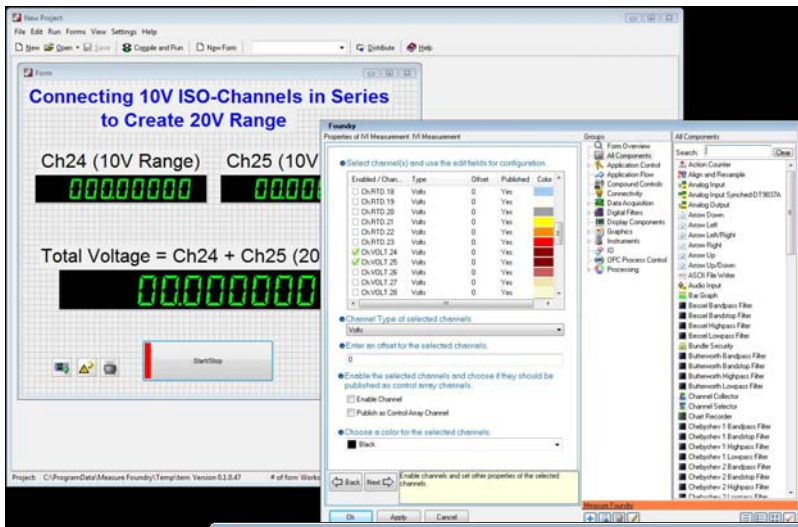 New Project
File Edit Run Forms View Settings Help
New Open Save Compile and Run New Form Distribute Help
Form
Connecting 10V ISO-Channels in Series
to Create 20V Range
Ch24 (10V Range) Ch25 (10V
000.00000 00.00
Total Voltage = Ch24 + Ch25 (20
000.000000
Start/Stop
Project: C:\ProgramData\Measure Foundry\Temp\tem Version 0.1.0.47 # of form Works
Foundry
Properties of IVI Measurement: IVI Measurement
Select channel(s) and use the edit fields for configuration.
Enabled / Chan... Type Offset Published Color
Ch.RTD.18 Volts 0 Yes
Ch.RTD.19 Volts 0 Yes
Ch.RTD.20 Volts 0 Yes
Ch.RTD.21 Volts 0 Yes
Ch.RTD.22 Volts 0 Yes
Ch.RTD.23 Volts 0 Yes
Ch.VOLT.24 Volts 0 Yes
Ch.VOLT.25 Volts 0 Yes
Ch.VOLT.26 Volts 0 Yes
Ch.VOLT.27 Volts 0 Yes
Ch.VOLT.28 Volts 0 Yes
Channel Type of selected channels
Volts
Enter an offset for the selected channels.
0
Enable the selected channels and choose if they should be
published as control array channels.
Enable Channel
Publish as Control Array Channel
Choose a color for the selected channels
Black
Back Next
Enable channels and set other properties of the selected
channels.
Ok Apply Cancel
Groups
Form Overview
All Components
Application Control
Application Flow
Compound Controls
Connectivity
Data Acquisition
Digital Filters
Display Components
Graphics
Instruments
IO
OPC Process Control
Processing
Measure Foundry
All Components
Search: Clear
Action Counter
Align and Resample
Analog Input
Analog Input Synched-DT9837A
Analog Output
Arrow Down
Arrow Left
Arrow Left/Right
Arrow Right
Arrow Up
Arrow Up/Down
ASCII File Writer
Audio Input
Bar Graph
Bessel Bandpass Filter
Bessel Bandstop Filter
Bessel Highpass Filter
Bessel Lowpass Filter
Bundle Security
Butterworth Bandpass Filter
Butterworth Bandstop Filter
Butterworth Highpass Filter
Butterworth Lowpass Filter
Channel Collector
Channel Selector
Chart Recorder
Chebyshev 1 Bandpass Filter
Chebyshev 1 Bandstop Filter
Chebyshev 1 Highpass Filter
Chebyshev 1 Lowpass Filter
Chebyshev 2 Bandpass Filter
Chebyshev 2 Bandstop Filter
Chebyshev 2 Highpass Filter
Chebyshev 2 Lowpass Filter